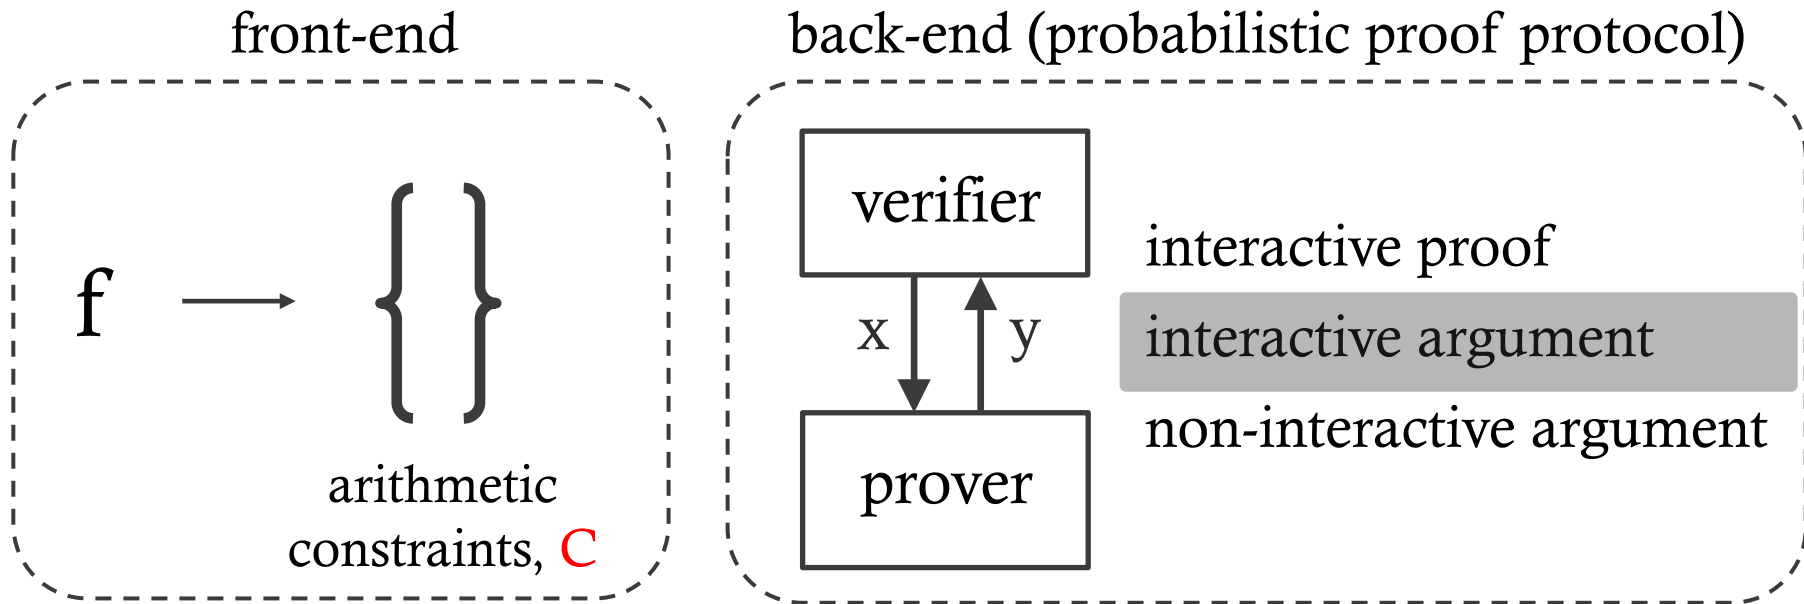 front-end
f
{ }
arithmetic
constraints, C
back-end (probabilistic proof protocol)
verifier
x
y
prover
interactive proof
interactive argument
non-interactive argument